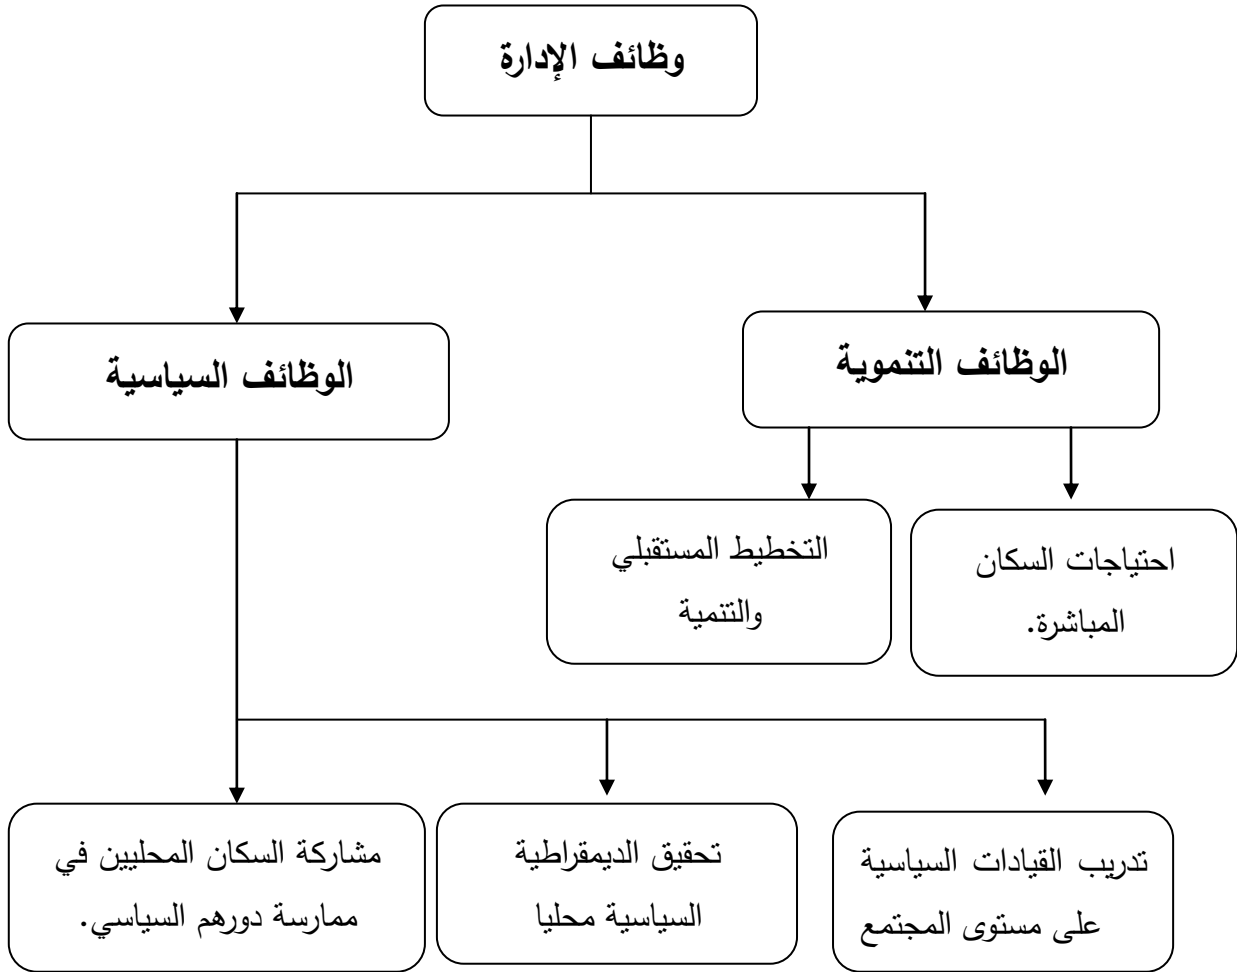 وظائف الإدارة
الوظائف التنموية
الوظائف السياسية
احتياجات السكان
المباشرة.
التخطيط المستقبلي
والتنمية
تدريب القيادات السياسية
على مستوى المجتمع
تحقيق الديمقراطية
السياسية محليا
مشاركة السكان المحليين في
ممارسة دورهم السياسي.